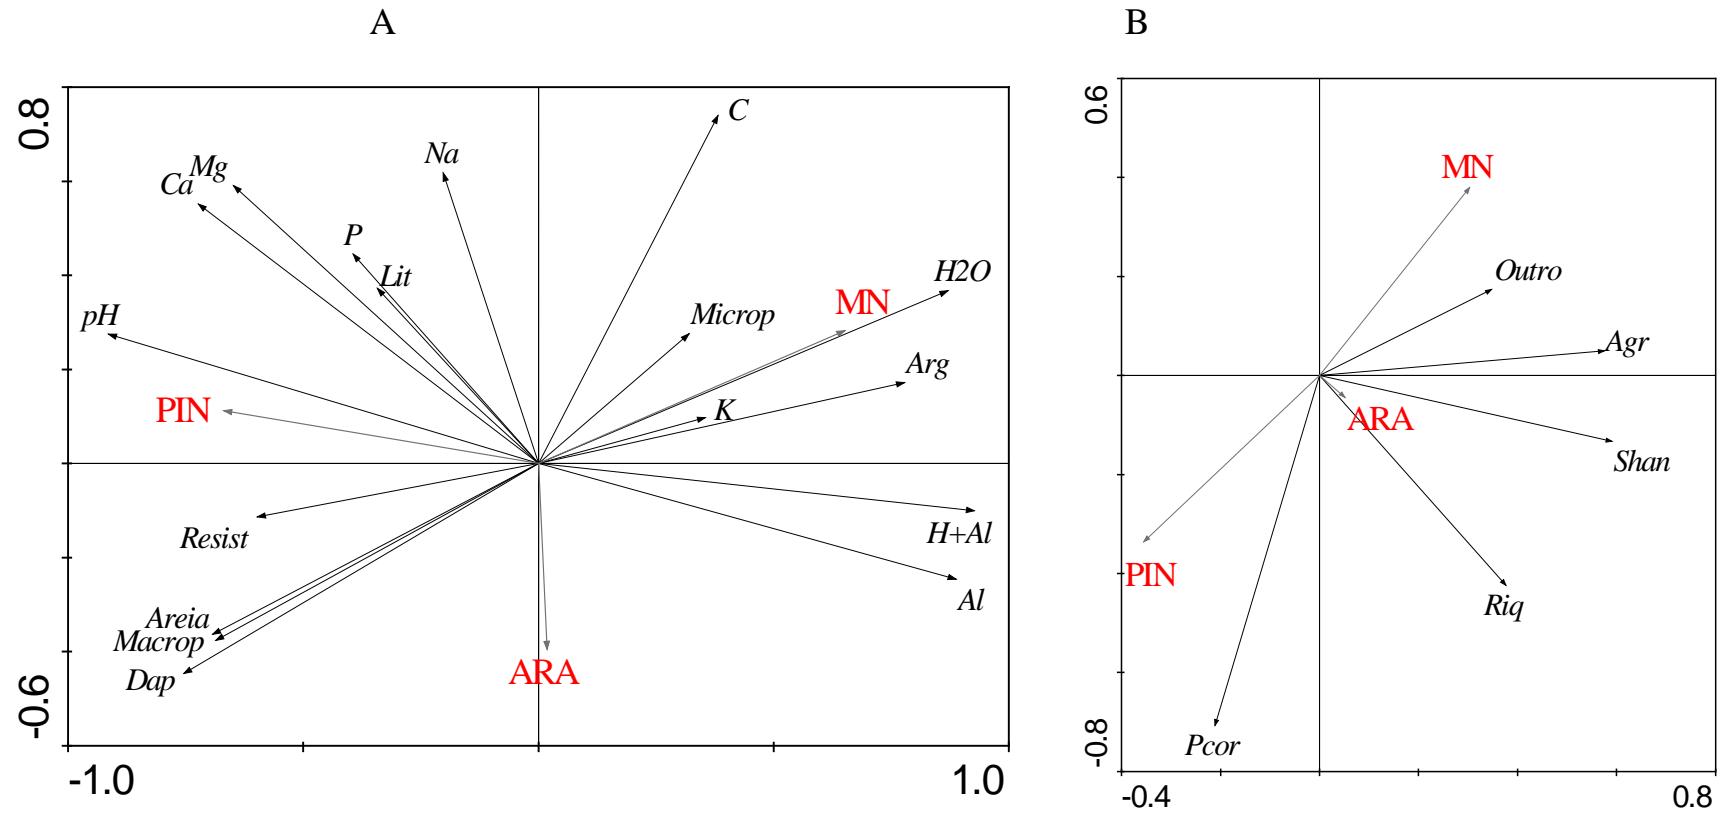 A
B
0.8
C
Na
Mg
Ca
P
Lit
H2O
MN
pH
Microp
Arg
PIN
K
Resist
H+Al
Al
Areia
Macrop
ARA
Dap
-0.6
-1.0
1.0
0.6
MN
Outro
Agr
ARA
Shan
PIN
Riq
Pcor
-0.8
-0.4
0.8